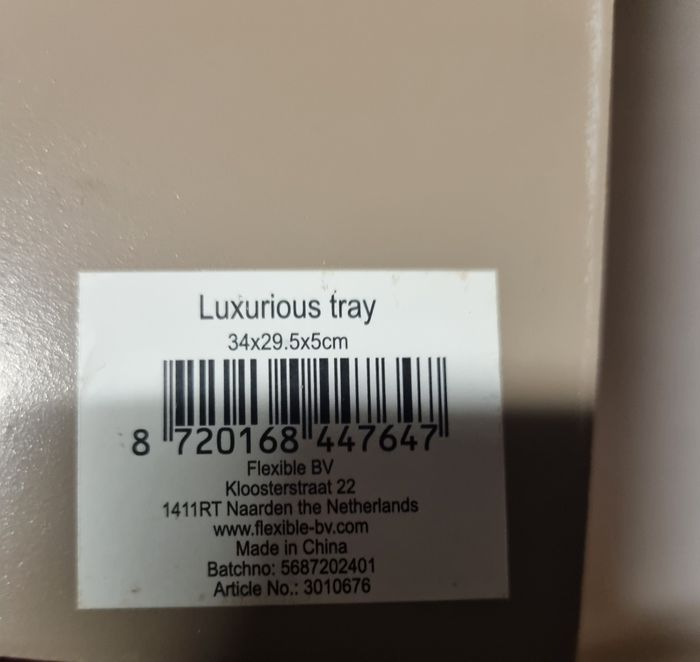 Luxurious tray
34x29.5x5cm
8 720168 447647
Flexible BV
Kloosterstraat 22
1411RT Naarden the Netherlands
www.flexible-bv.com
Made in China
Batchno: 5687202401
Article No.: 3010676